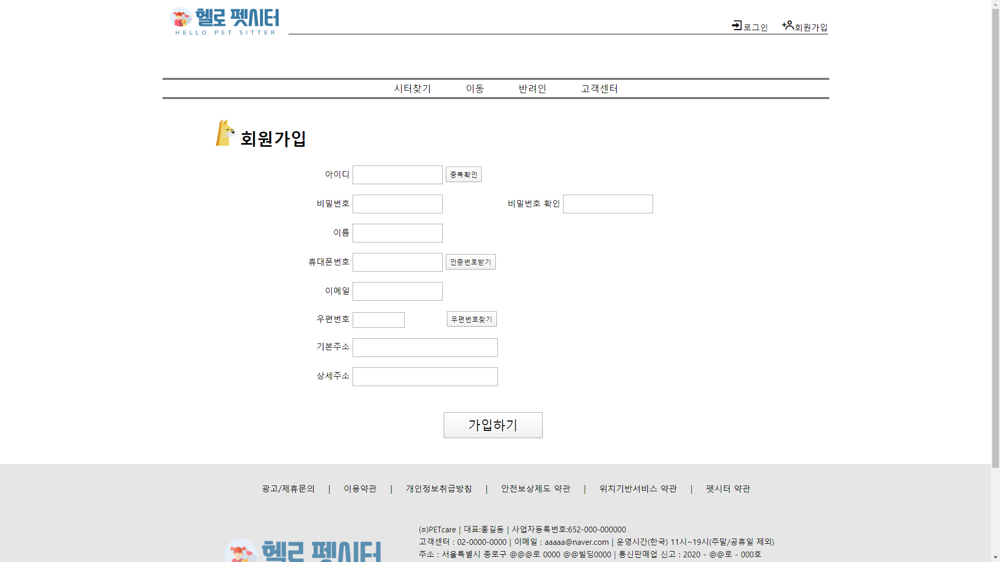 헬로 펫시터
HELLO PET SITTER
로그인 회원가입
시터찾기 이동 반려인 고객센터
회원가입
아이디 중복확인
비밀번호 비밀번호 확인
이름
휴대폰번호 인증번호받기
이메일
우편번호 우편번호찾기
기본주소
상세주소
가입하기
광고/제휴문의 | 이용약관 | 개인정보취급방침 | 안전보상제도 약관 | 위치기반서비스 약관 | 펫시터 약관
(주)PETcare | 대표:홍길동 | 사업자등록번호:652-000-000000
고객센터 : 02-0000-0000 | 이메일 : aaaaa@naver.com | 운영시간(한국) 11시~19시(주말/공휴일 제외)
주소 : 서울특별시 종로구 @@@로 0000 @@빌딩0000 | 통신판매업 신고 : 2020 - @@로 - 000호
헬로 펫시터